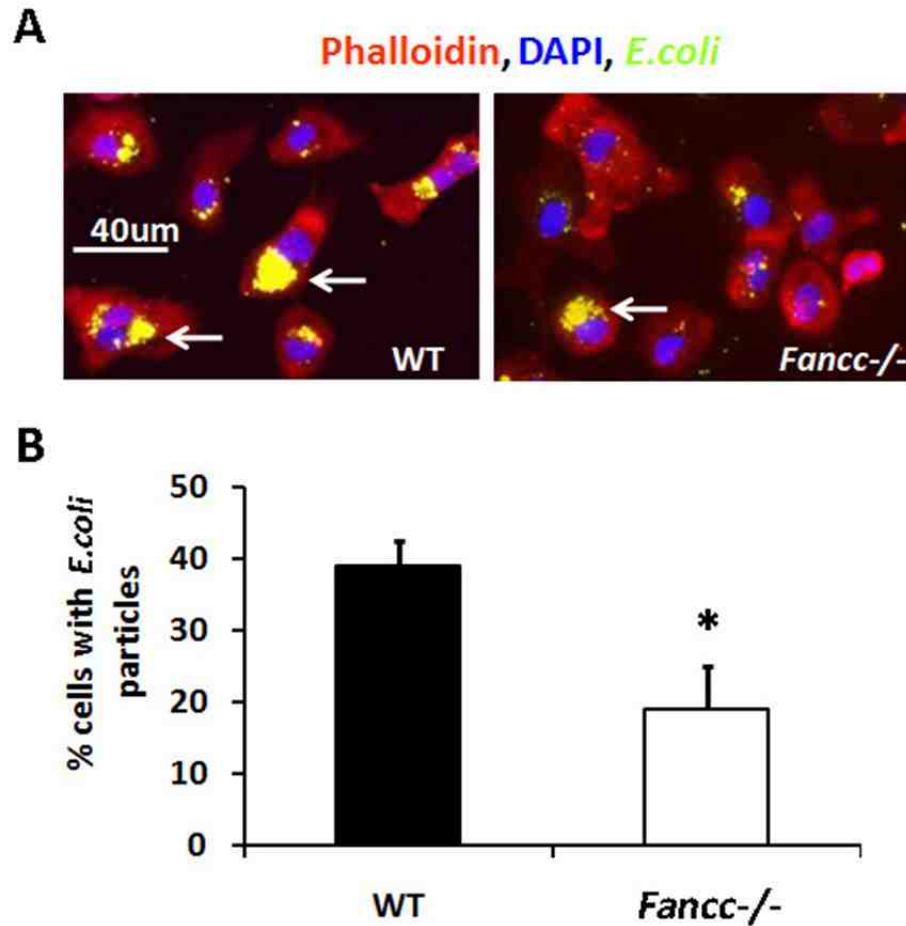 A
Phalloidin, DAPI, E.coli
40um
WT
Fancc-/-
B
% cells with E.coli
particles
50
40
30
20
10
0
*
WT
Fancc-/-